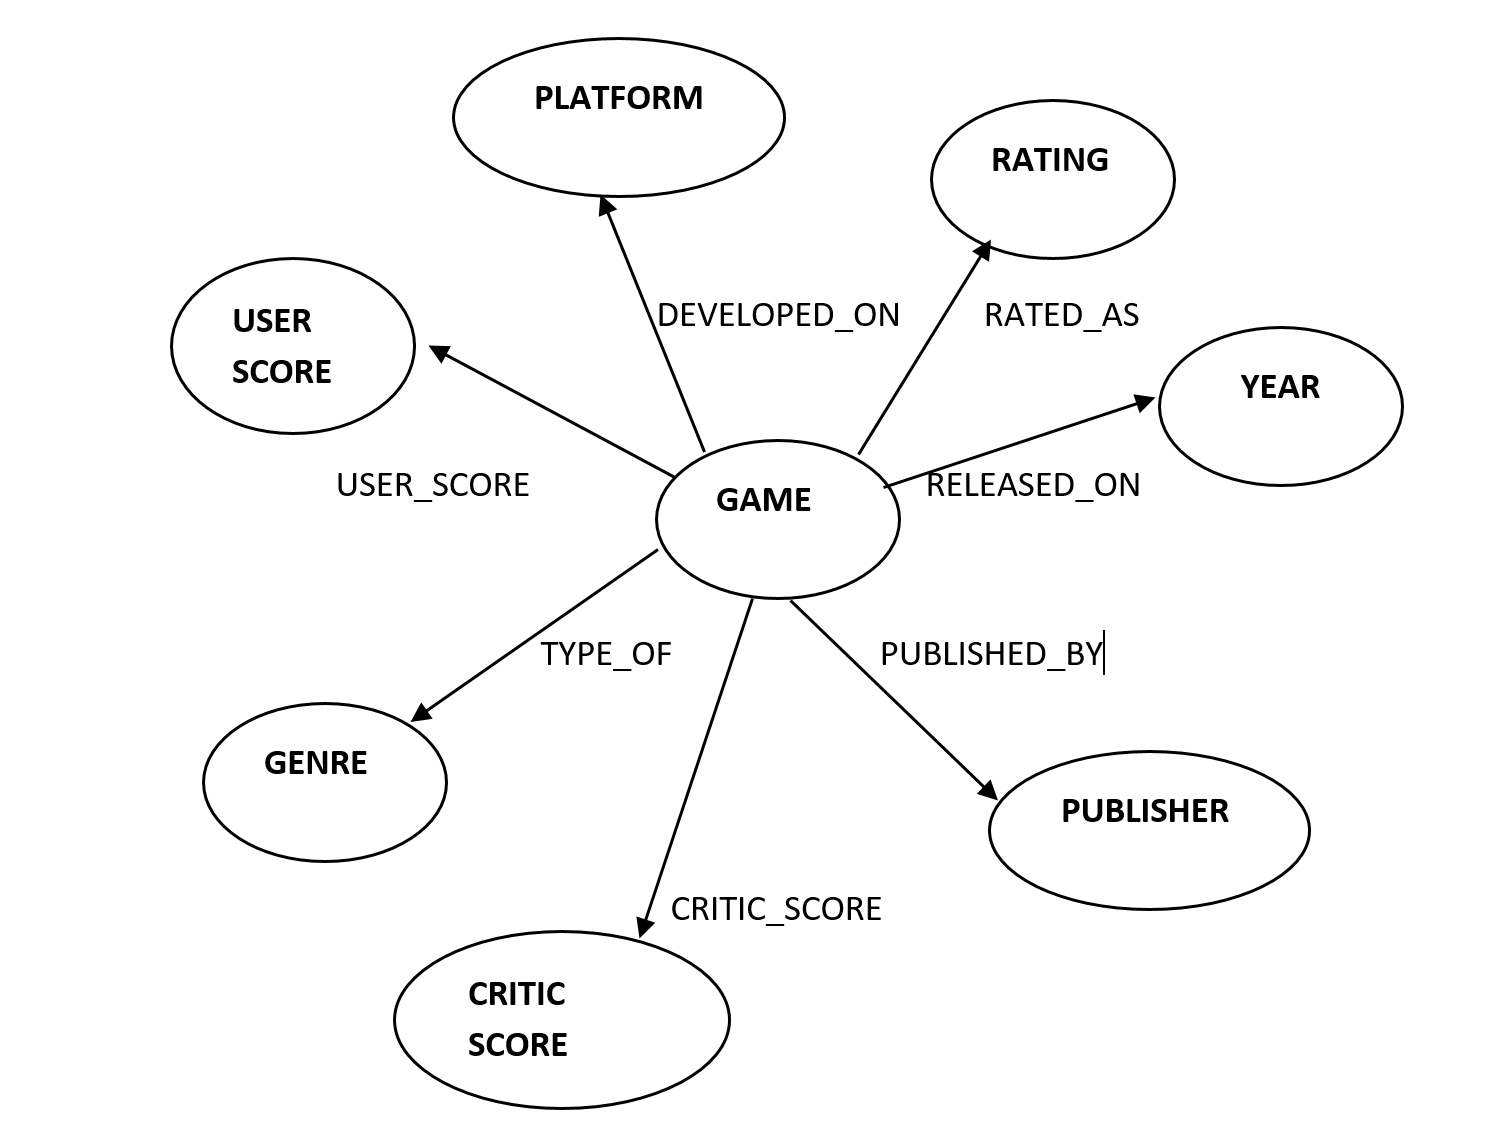 PLATFORM
RATING
USER
SCORE
DEVELOPED_ON
RATED_AS
YEAR
USER_SCORE
GAME
RELEASED_ON
TYPE_OF
PUBLISHED_BY
GENRE
PUBLISHER
CRITIC_SCORE
CRITIC
SCORE